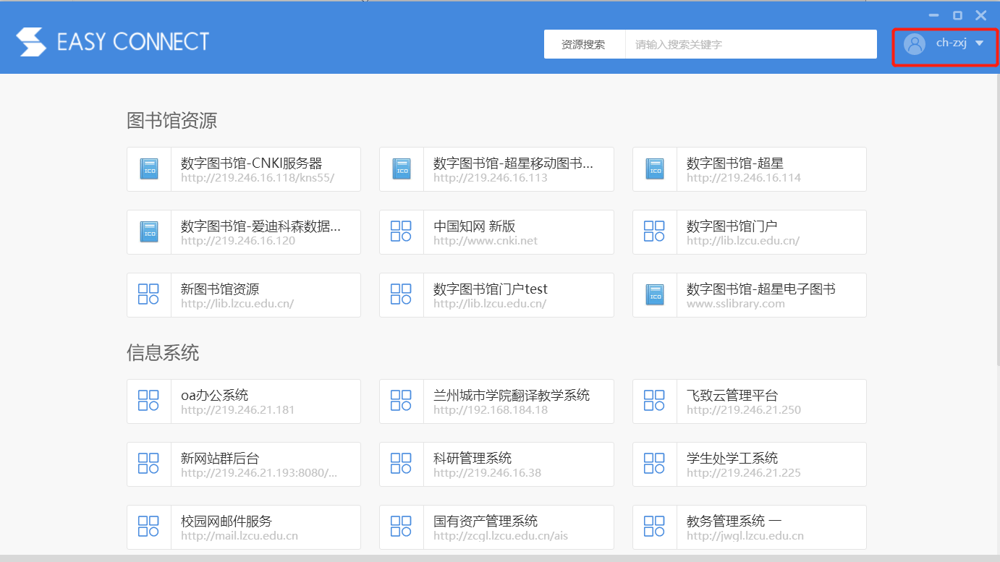 EASY CONNECT
资源搜索
请输入搜索关键字
ch-zxj
图书馆资源
数字图书馆-CNKI服务器
http://219.246.16.118/kns55/
数字图书馆-超星移动图书...
http://219.246.16.113
数字图书馆-超星
http://219.246.16.114
数字图书馆-爱迪科森数据...
http://219.246.16.120
中国知网 新版
http://www.cnki.net
数字图书馆门户
http://lib.lzcu.edu.cn/
新图书馆资源
http://lib.lzcu.edu.cn/
数字图书馆门户test
http://lib.lzcu.edu.cn/
数字图书馆-超星电子图书
www.sslibrary.com
信息系统
oa办公系统
http://219.246.21.181
兰州城市学院翻译教学系统
http://192.168.184.18
飞致云管理平台
http://219.246.21.250
新网站群后台
http://219.246.21.193:8080/...
科研管理系统
http://219.246.16.38
学生处学工系统
http://219.246.21.225
校园网邮件服务
http://mail.lzcu.edu.cn
国有资产管理系统
http://zcgl.lzcu.edu.cn/ais
教务管理系统 一
http://jwgl.lzcu.edu.cn
ICO
ICO
ICO
ICO
ICO